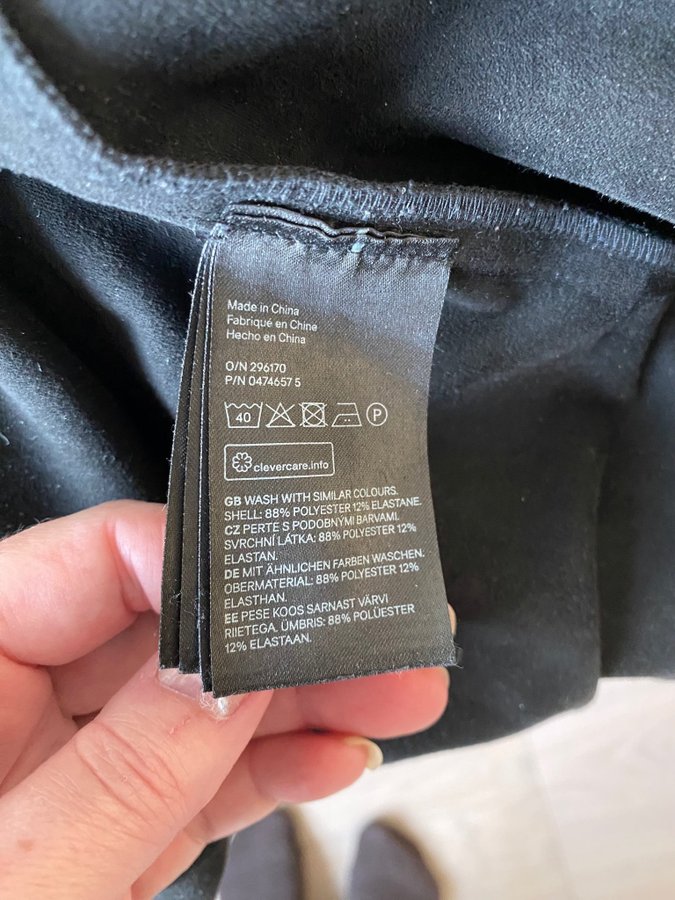 Made in China
Fabriqué en Chine
Hecho en China
O/N 296170
P/N 0474657 5
40 P
clevercare.info
GB WASH WITH SIMILAR COLOURS.
SHELL: 88% POLYESTER 12% ELASTANE.
CZ PERTE S PODOBNÝMI BARVAMI.
SVRCHNÍ LÁTKA: 88% POLYESTER 12%
ELASTAN.
DE MIT ÄHNLICHEN FARBEN WASCHEN.
OBERMATERIAL: 88% POLYESTER 12%
ELASTHAN.
EE PESE KOOS SARNAST VÄRVI
RIIETEGA. ÜMBRIS: 88% POLÜESTER
12% ELASTAAN.